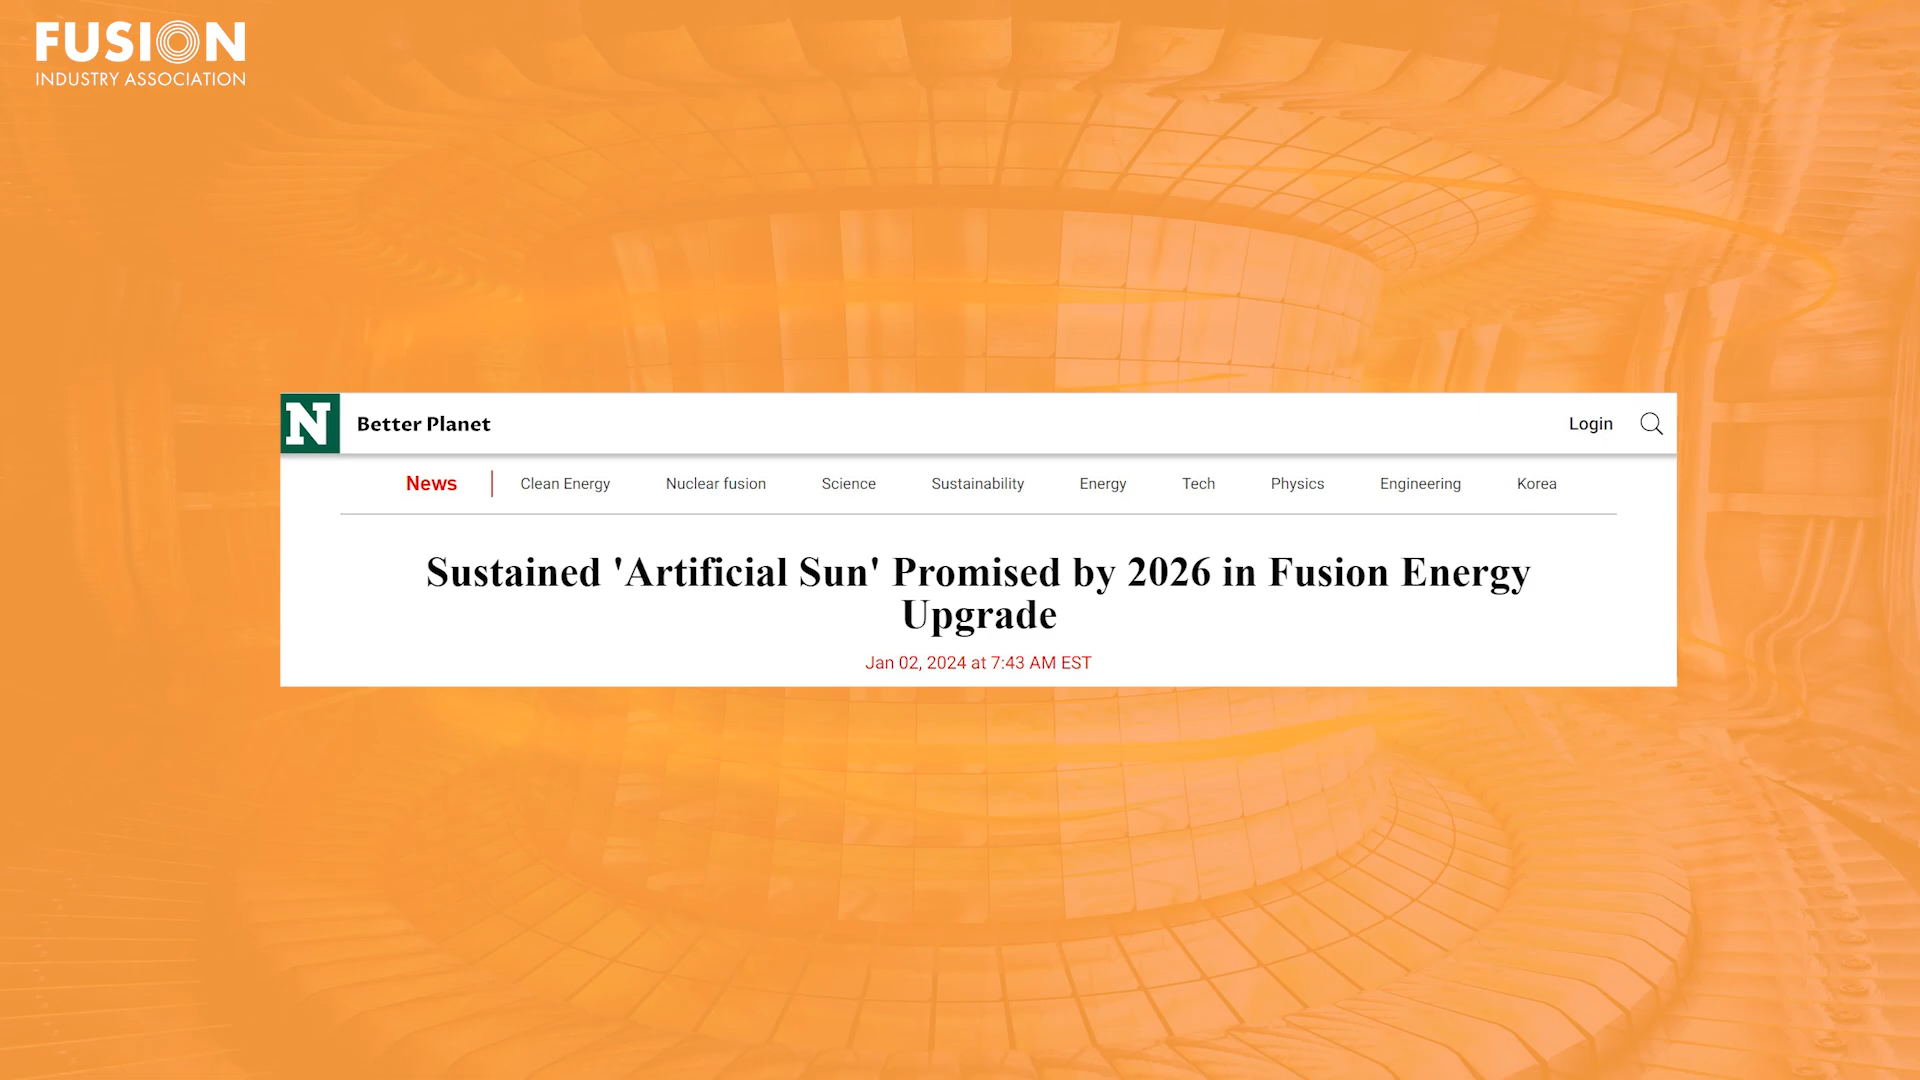 FUSION
INDUSTRY ASSOCIATION
N Better Planet Login
News Clean Energy Nuclear fusion Science Sustainability Energy Tech Physics Engineering Korea
Sustained 'Artificial Sun' Promised by 2026 in Fusion Energy
Upgrade
Jan 02, 2024 at 7:43 AM EST